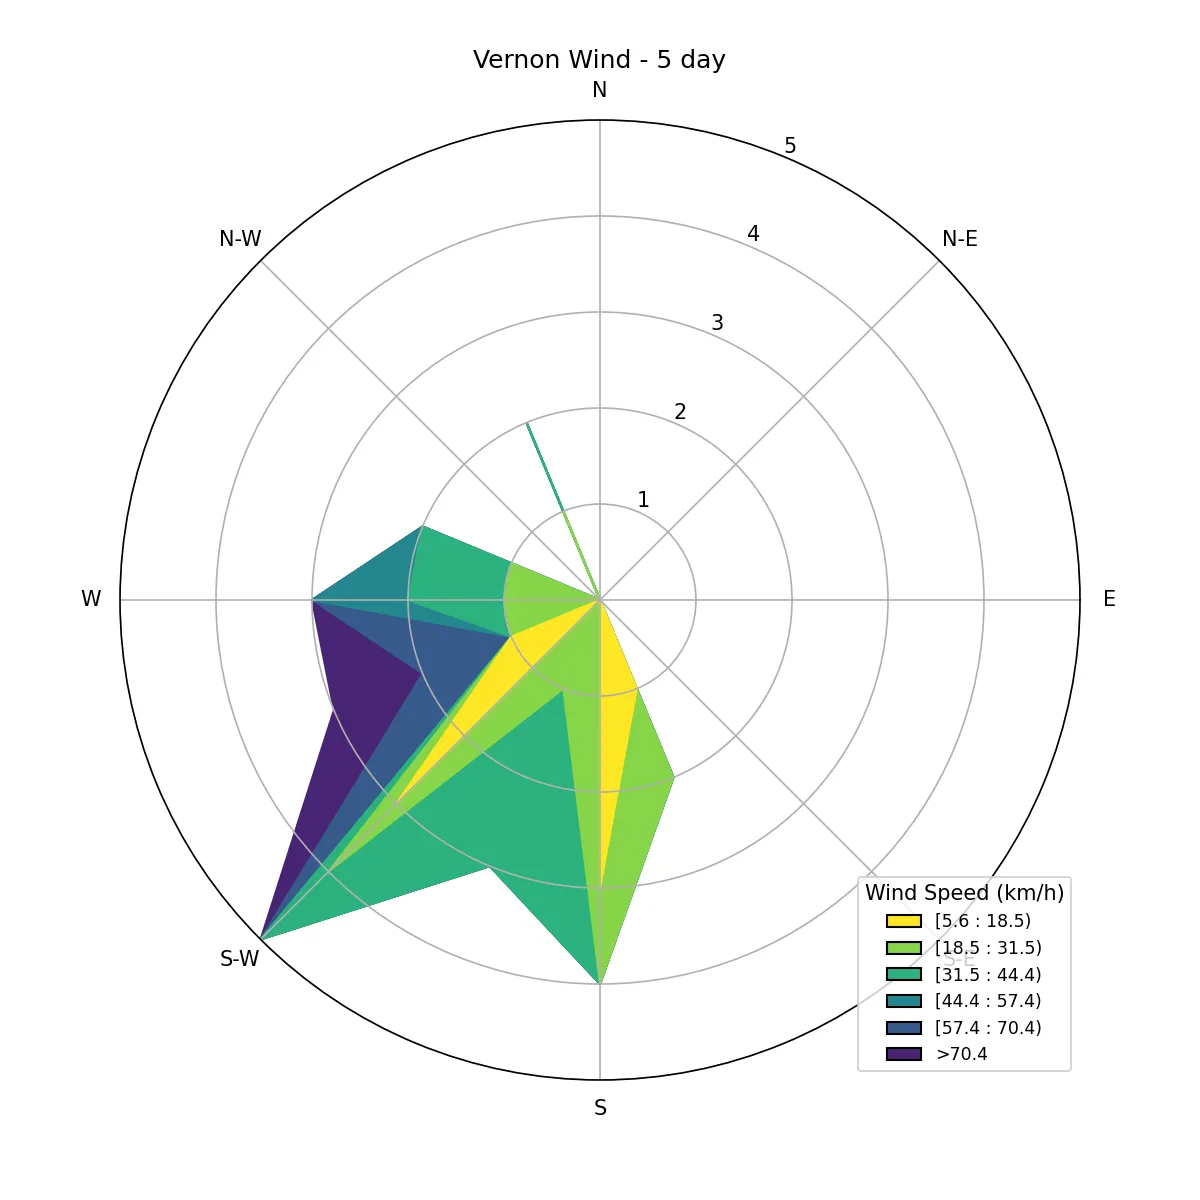 Vernon Wind - 5 day
N
5
N-W
N-E
4
3
2
1
W
E
Wind Speed (km/h)
[5.6 : 18.5)
[18.5 : 31.5)
S-W
S-E
[31.5 : 44.4)
[44.4 : 57.4)
[57.4 : 70.4)
>70.4
S